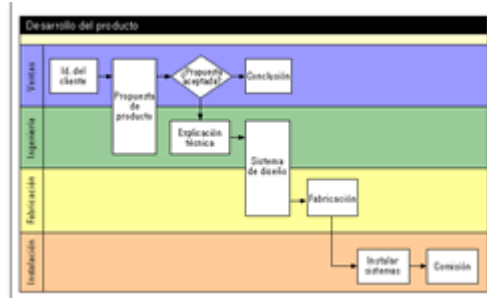 Desarrollo del producto
Ventas
Id. del
cliente
Propuesta
de
producto
¿Propuesta
aceptada?
Conclusión
Ingeniería
Explicación
técnica
Sistema
de diseño
Fabricación
Fabricación
Instalación
Instalar
sistemas
Comisión